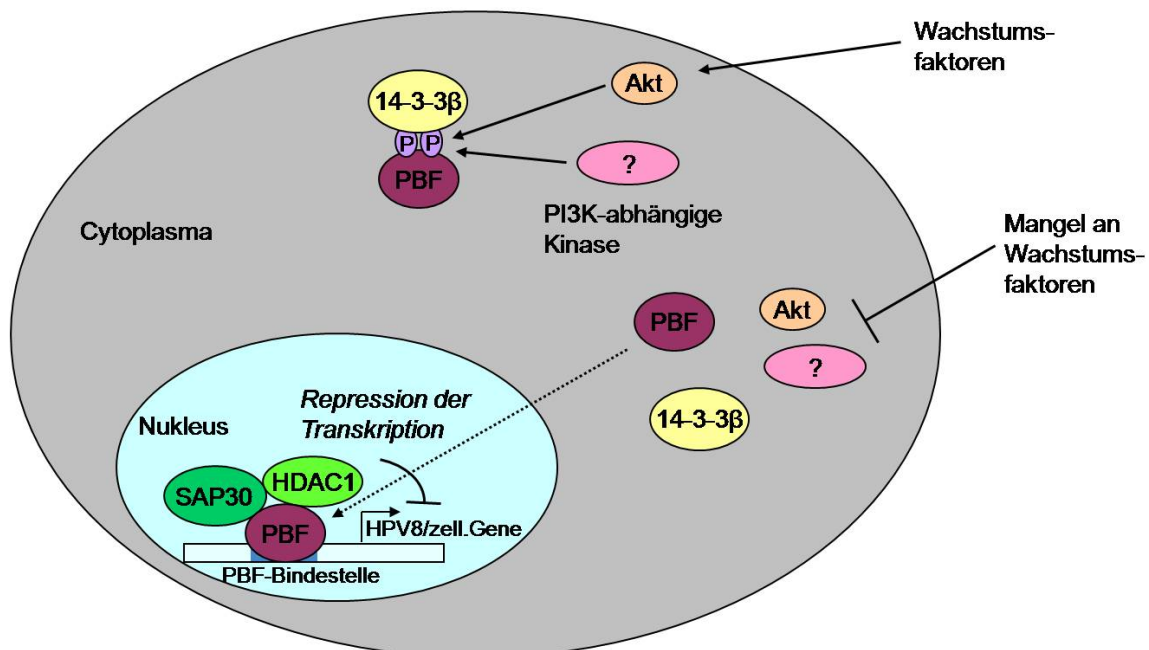 Wachstums-
faktoren
Akt
14-3-3β
P P
PBF
?
PI3K-abhängige
Kinase
Cytoplasma
Mangel an
Wachstums-
faktoren
PBF
Akt
?
14-3-3β
Nukleus
Repression der
Transkription
SAP30
HDAC1
PBF
HPV8/zell.Gene
PBF-Bindestelle